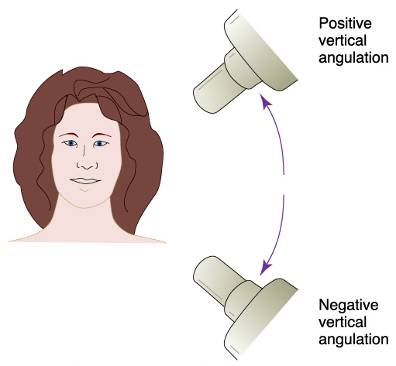 Positive
vertical
angulation
Negative
vertical
angulation